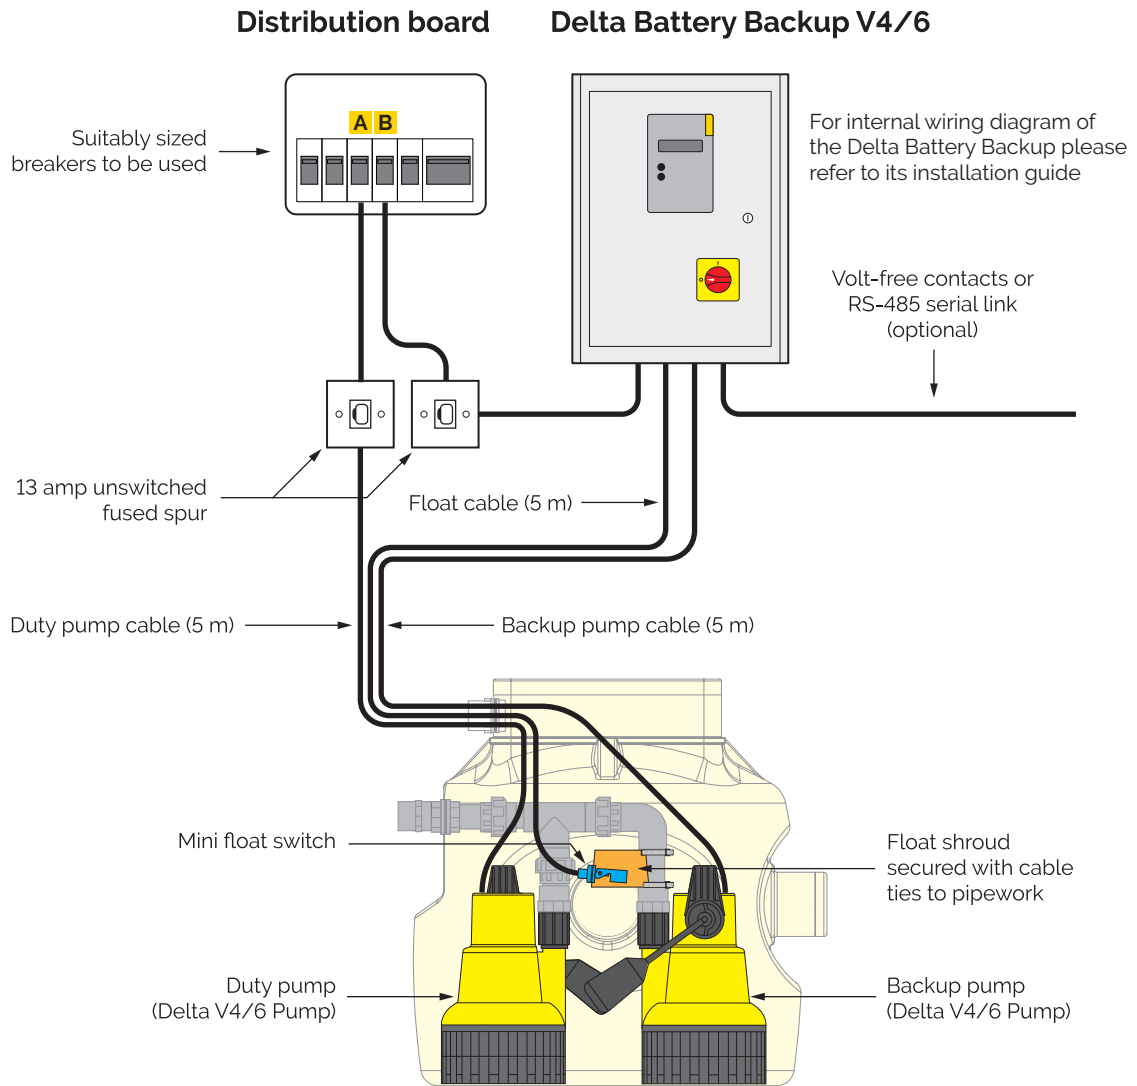 Distribution board
Delta Battery Backup V4/6
A B
Suitably sized
breakers to be used
For internal wiring diagram of
the Delta Battery Backup please
refer to its installation guide
Volt-free contacts or
RS-485 serial link
(optional)
13 amp unswitched
fused spur
Float cable (5 m)
Duty pump cable (5 m)
Backup pump cable (5 m)
Mini float switch
Float shroud
secured with cable
ties to pipework
Duty pump
(Delta V4/6 Pump)
Backup pump
(Delta V4/6 Pump)